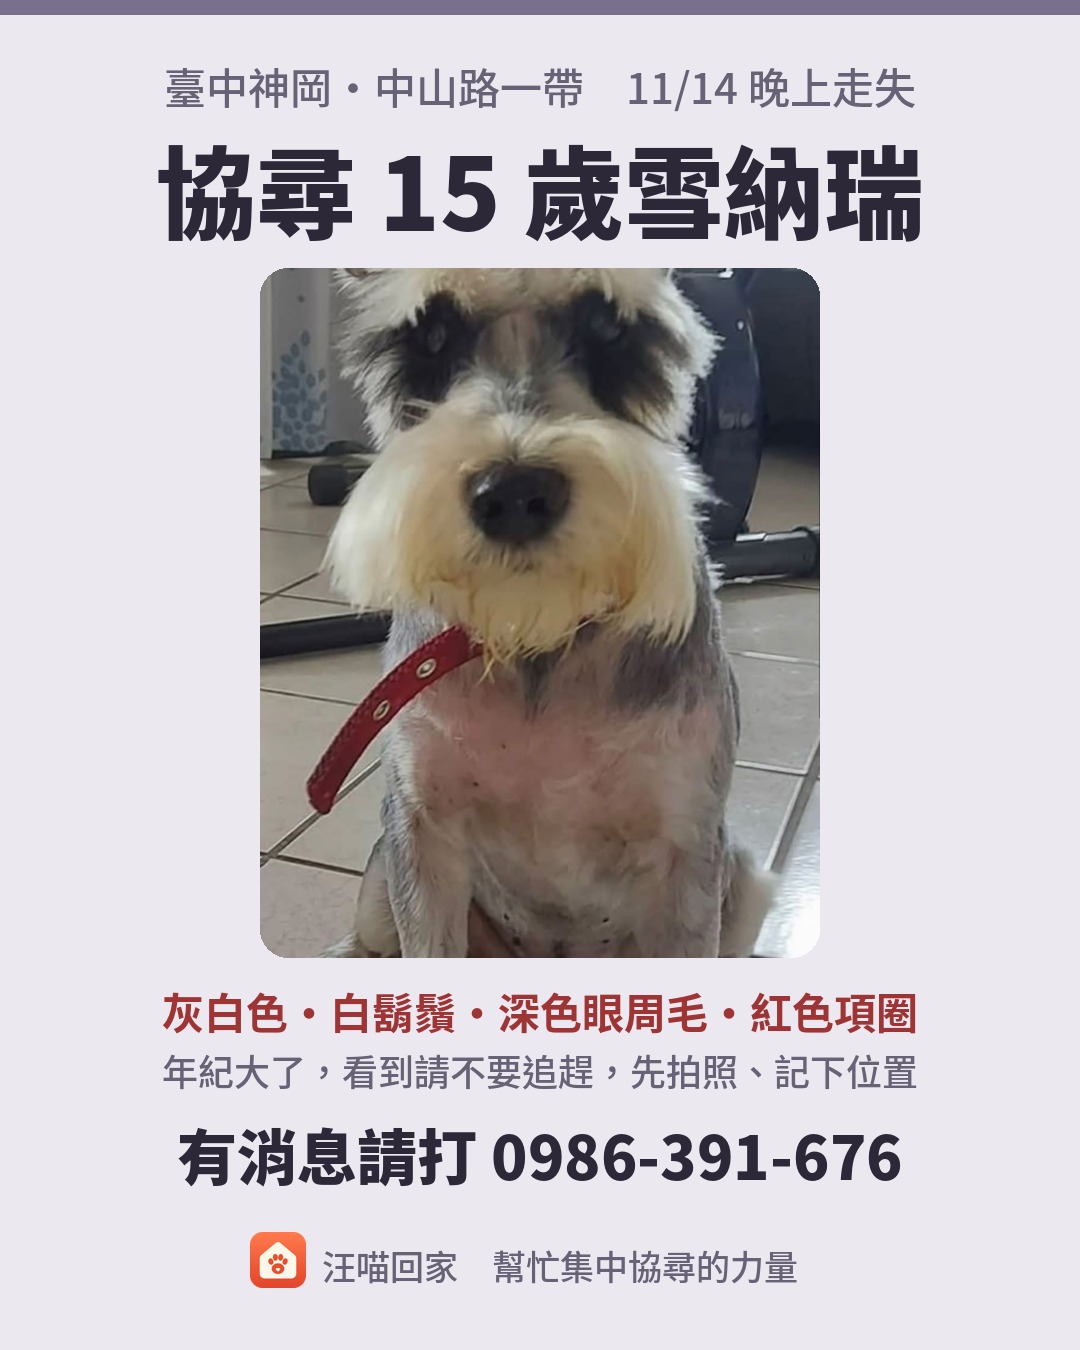 臺中神岡・中山路一帶　11/14 晚上走失
協尋 15 歲雪納瑞
灰白色・白鬍鬚・深色眼周毛・紅色項圈
年紀大了，看到請不要追趕，先拍照、記下位置
有消息請打 0986-391-676
汪喵回家　幫忙集中協尋的力量